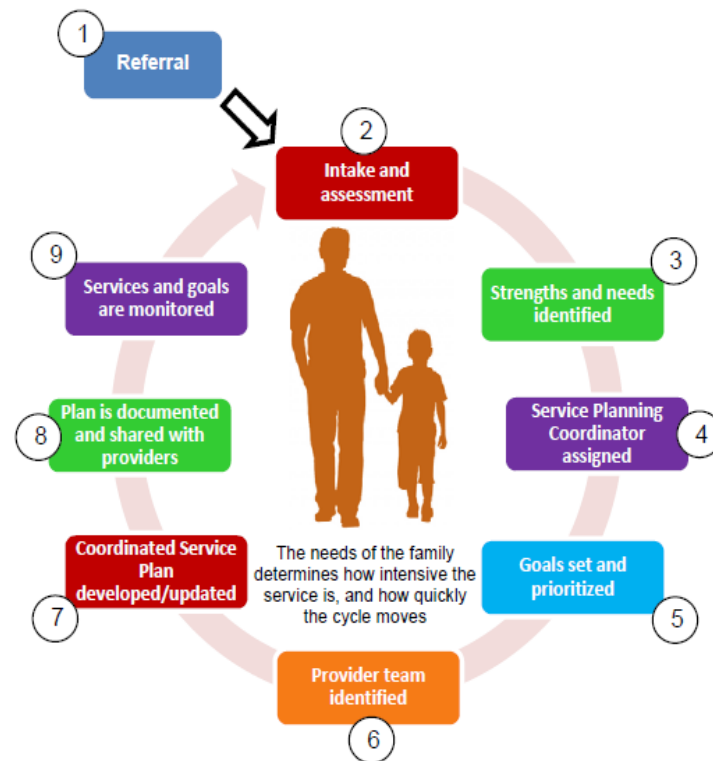 1
Referral
2
Intake and
assessment
3
Strengths and needs
identified
4
Service Planning
Coordinator
assigned
5
Goals set and
prioritized
6
Provider team
identified
7
Coordinated Service
Plan
developed/updated
8
Plan is documented
and shared with
providers
9
Services and goals
are monitored
The needs of the family
determines how intensive the
service is, and how quickly
the cycle moves